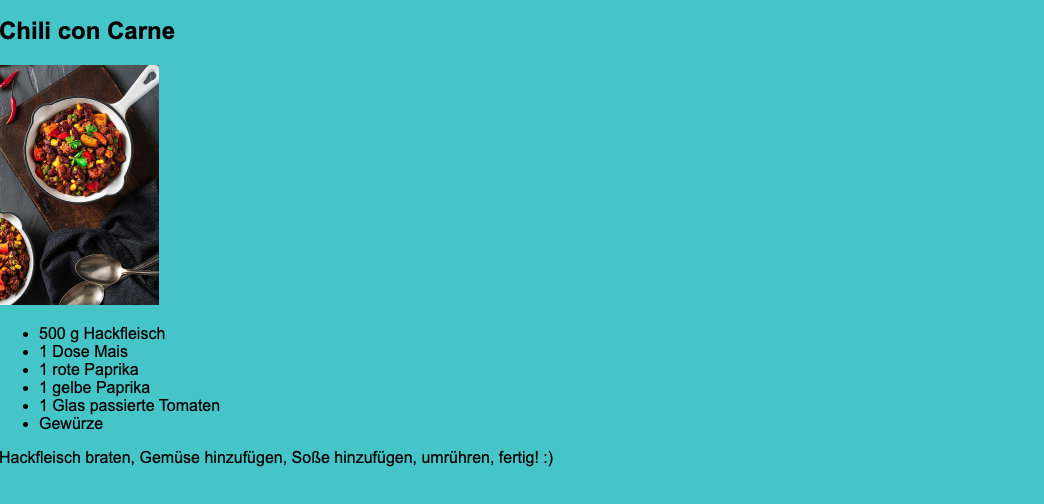 Chili con Carne
500 g Hackfleisch
1 Dose Mais
1 rote Paprika
1 gelbe Paprika
1 Glas passierte Tomaten
Gewürze
Hackfleisch braten, Gemüse hinzufügen, Soße hinzufügen, umrühren, fertig! :)